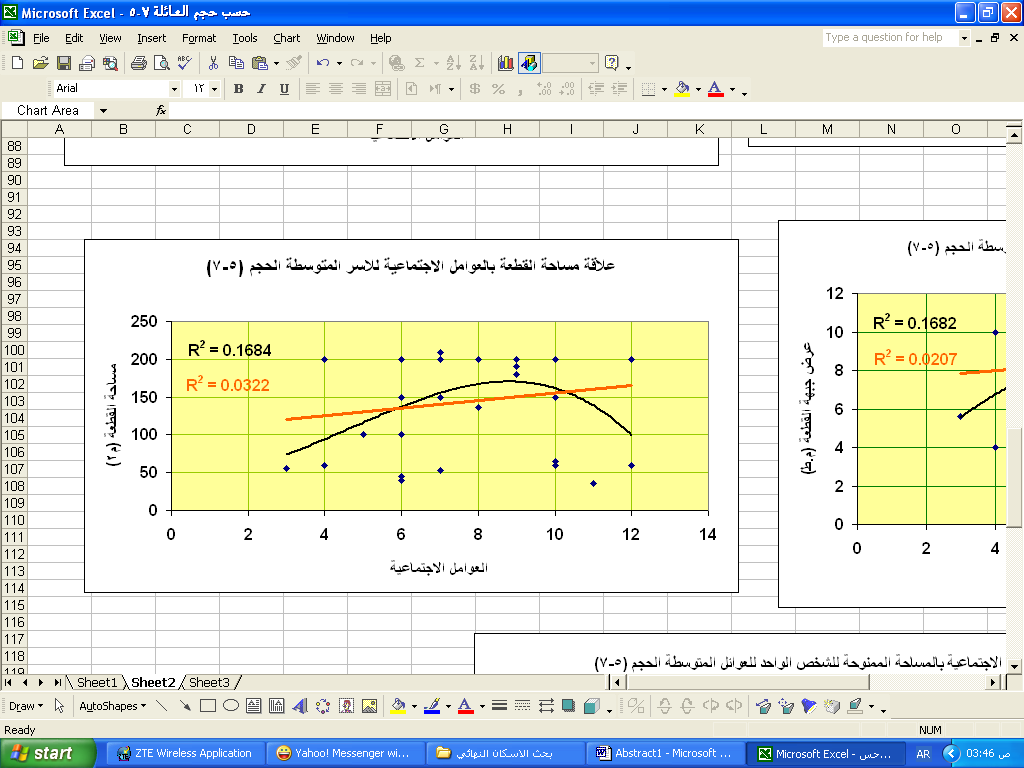 Microsoft Excel - حسب حجم العائلة ٧-٥
File Edit View Insert Format Tools Chart Window Help
Type a question for help
Arial ١٢ B I U
Chart Area fx
A B C D E F G H I J K L M N O
88
89
90
91
92
93
94
95
96
97
98
99
100
101
102
103
104
105
106
107
108
109
110
111
112
113
114
115
116
117
118
119
علاقة مساحة القطعة بالعوامل الاجتماعية للاسر المتوسطة الحجم (٥-٧)
250
200
150
100
50
0
R2 = 0.1684
R2 = 0.0322
مساحة القطعة (م٢)
0 2 4 6 8 10 12 14
العوامل الاجتماعية
وسطة الحجم (٥-٧)
12
10
8
6
4
2
0
R2 = 0.1682
R2 = 0.0207
عرض جبهة القطعة (م.ط)
0 2 4
الاجتماعية بالمساحة الممنوحة للشخص الواحد للعوائل المتوسطة الحجم (٥-٧)
Sheet1 Sheet2 Sheet3
Draw AutoShapes
Ready NUM
start ZTE Wireless Application Yahoo! Messenger wi... بحث الاسكان النهائي Abstract1 - Microsoft ... Microsoft Excel - حس... AR 03:46 ص